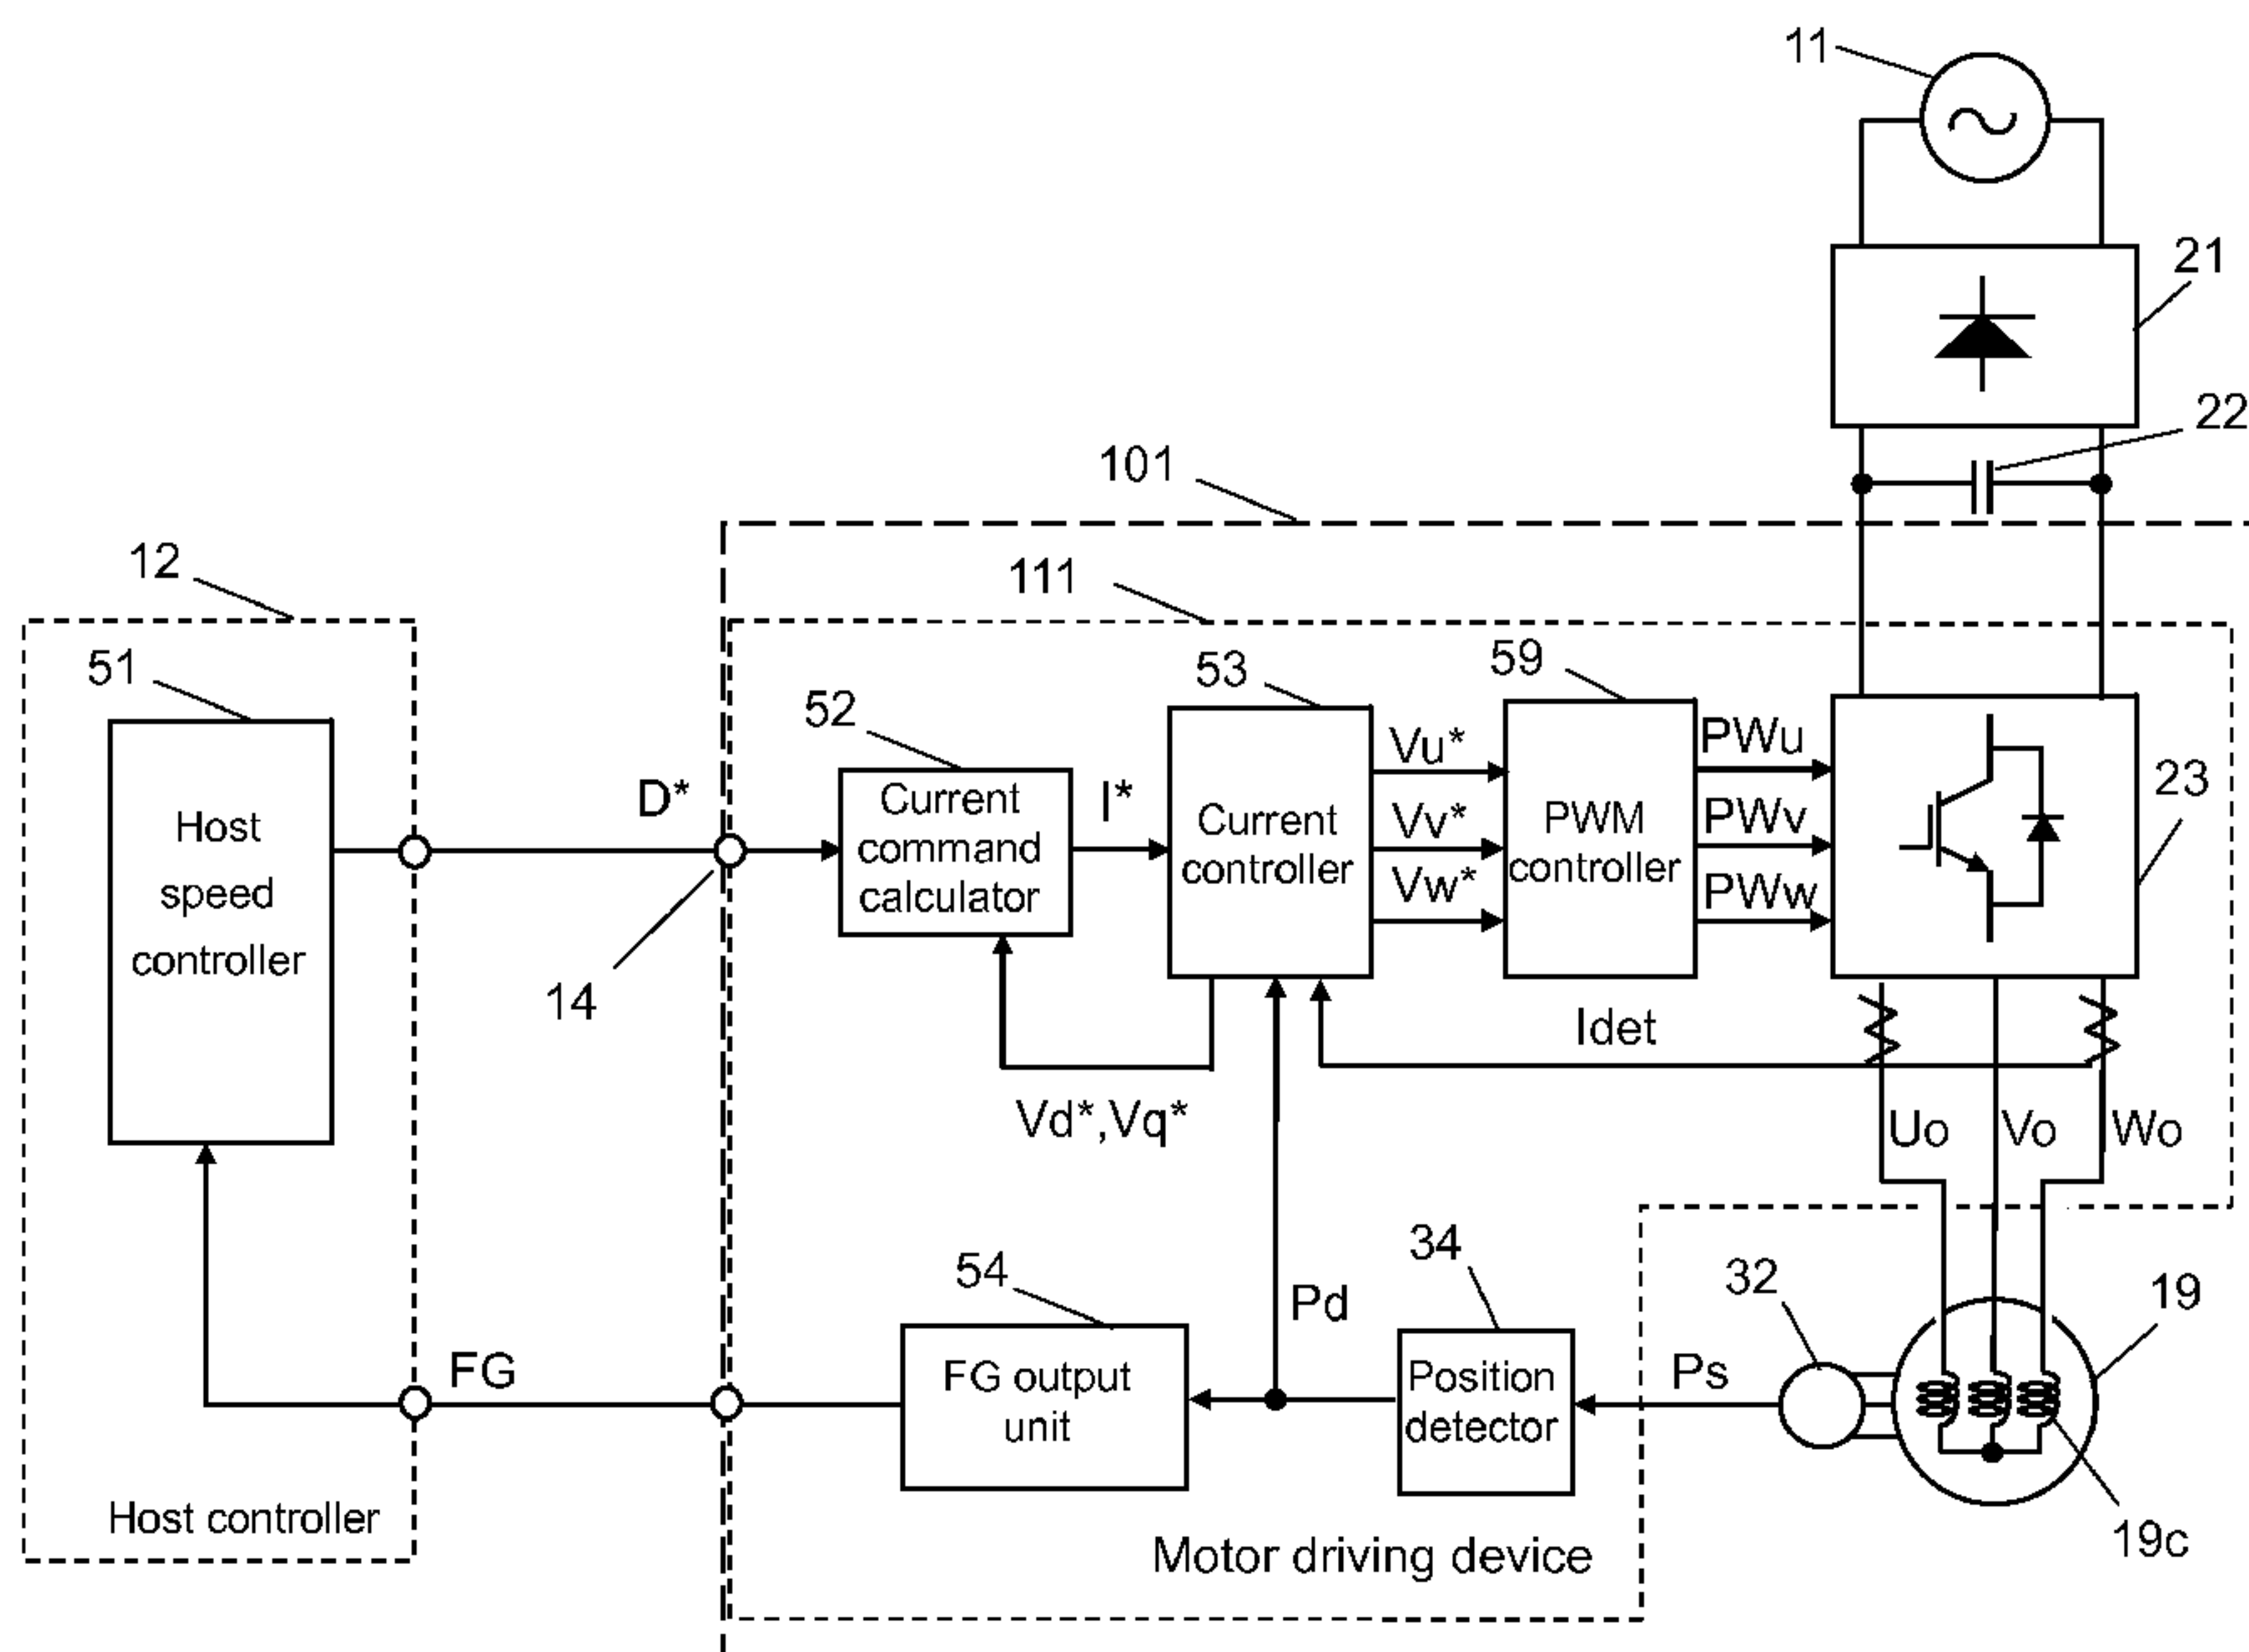 11
21
22
101
12
111
51
52
53
59
23
Host
speed
controller
D*
14
Current
command
calculator
I*
Current
controller
Vu*
Vv*
Vw*
PWM
controller
PWu
PWv
PWw
Idet
Vd*,Vq*
Uo
Vo
Wo
54
34
32
19
Pd
FG
FG output
unit
Position
detector
Ps
19c
Host controller
Motor driving device